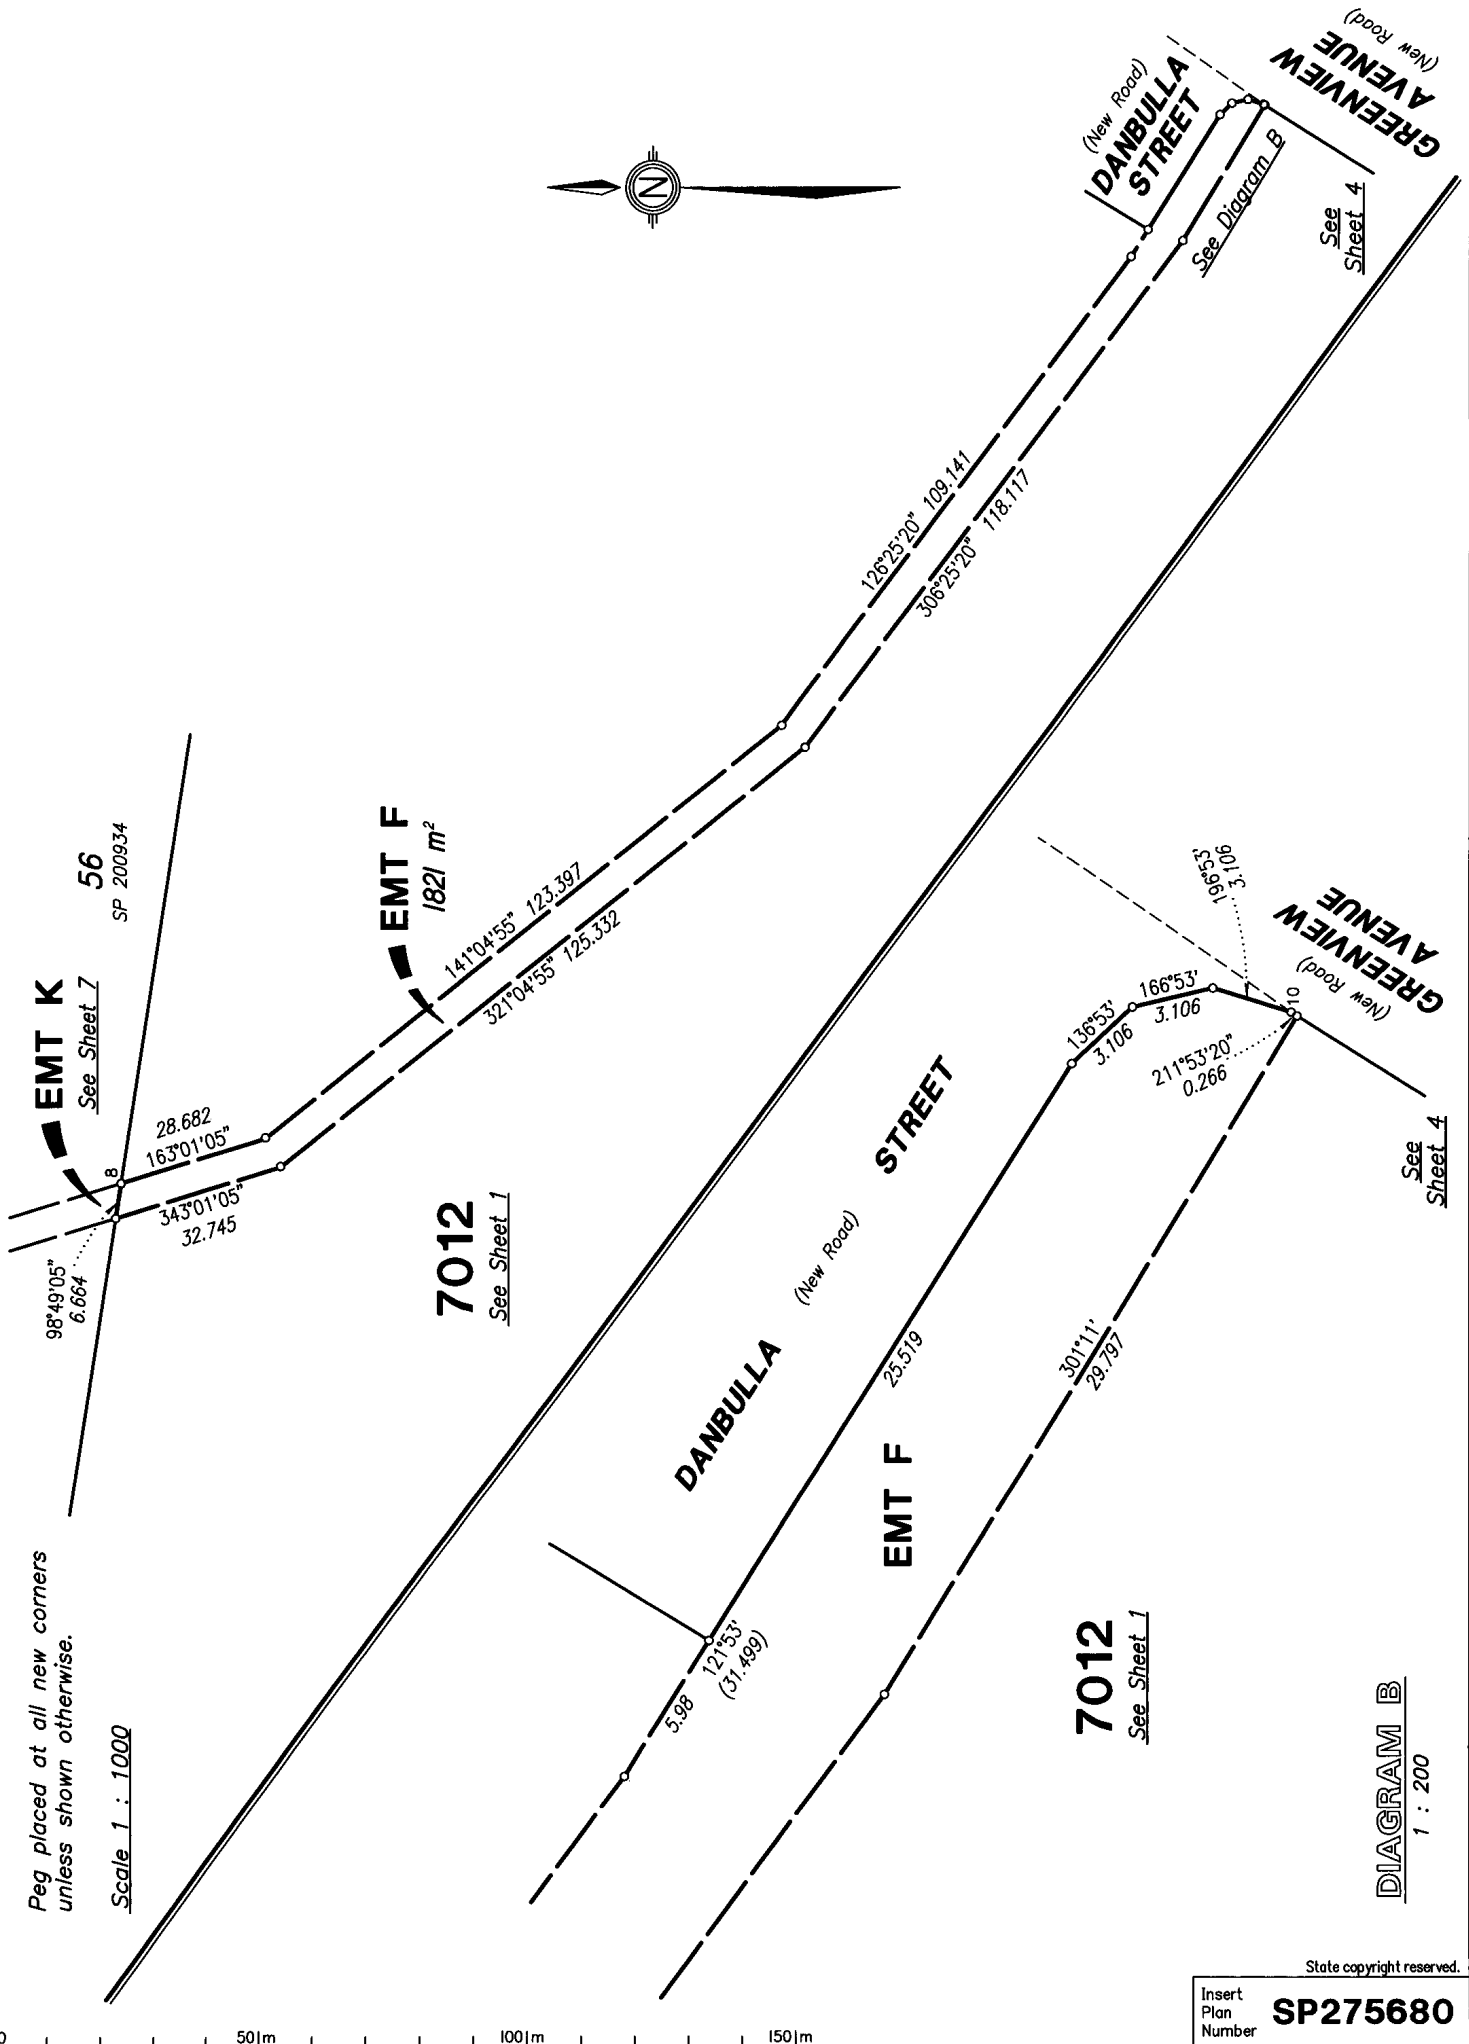 Peg placed at all new corners
unless shown otherwise.
Scale 1 : 1000
EMT K
See Sheet 7
56
SP 200934
98°49'05"
6.664
8
28.682
163°01'05"
343°01'05"
32.745
EMT F
1821 m²
141°04'55" 123.397
321°04'55" 125.332
7012
See Sheet 1
126°25'20" 109.141
306°25'20" 118.117
N
(New Road)
DANBULLA
STREET
See Diagram B
GREENVIEW
AVENUE
(New Road)
See
Sheet 4
DANBULLA STREET
(New Road)
5.98
121°53'
(31.499)
25.519
136°53'
3.106
166°53'
3.106
196°53'
3.106
211°53'20"
0.266
10
301°11'
29.797
EMT F
7012
See Sheet 1
GREENVIEW
AVENUE
(New Road)
See
Sheet 4
DIAGRAM B
1 : 200
0 50m 100m 150m
State copyright reserved.
Insert
Plan
Number
SP275680